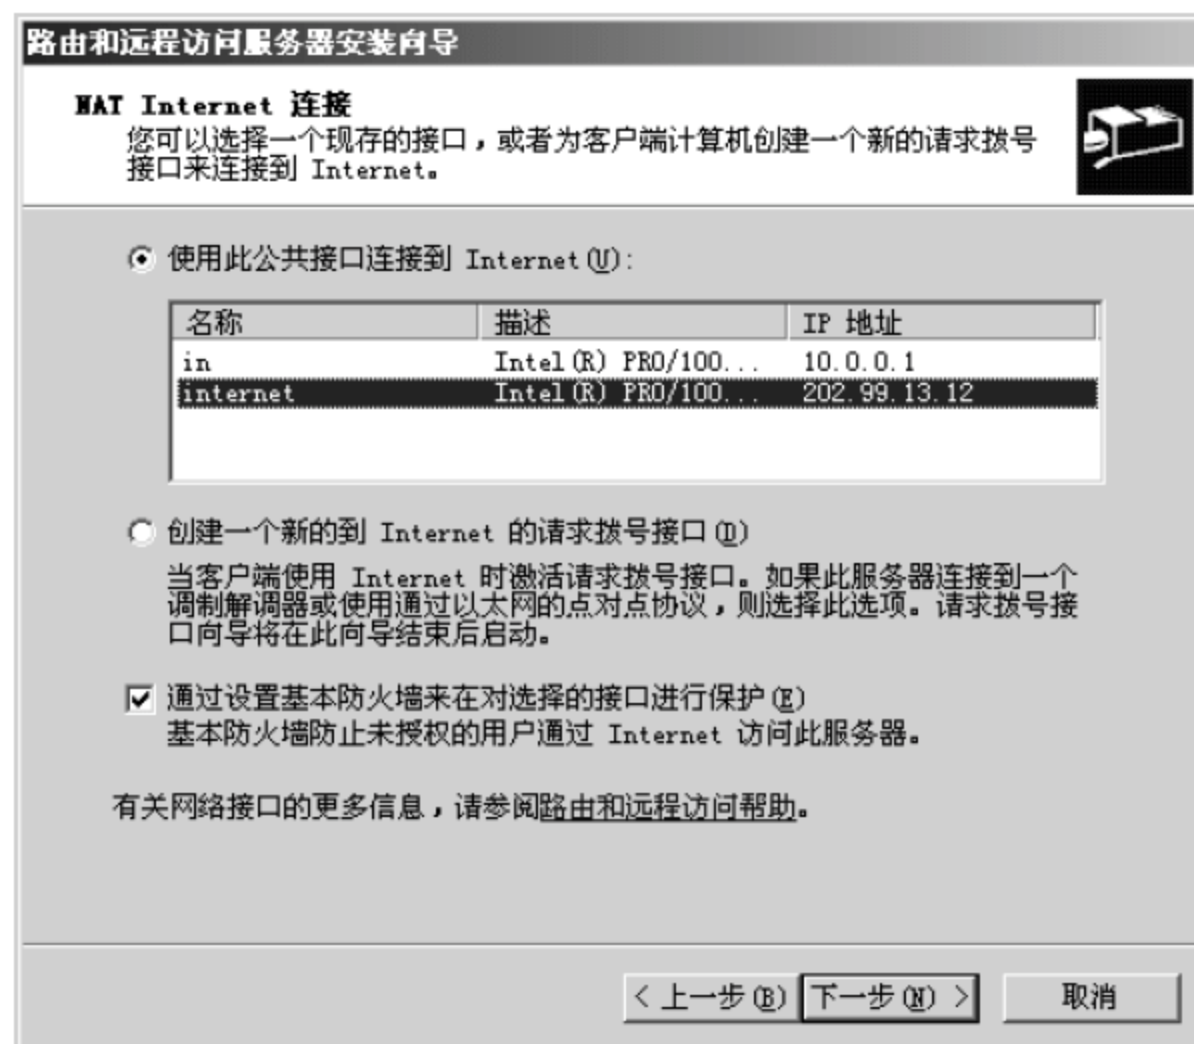 路由和远程访问服务器安装向导
NAT Internet 连接
您可以选择一个现存的接口，或者为客户端计算机创建一个新的请求拨号
接口来连接到 Internet。
使用此公共接口连接到 Internet(U):
名称 描述 IP 地址
in Intel(R) PRO/100... 10.0.0.1
internet Intel(R) PRO/100... 202.99.13.12
创建一个新的到 Internet 的请求拨号接口(D)
当客户端使用 Internet 时激活请求拨号接口。如果此服务器连接到一个
调制解调器或使用通过以太网的点对点协议，则选择此选项。请求拨号接
口向导将在此向导结束后启动。
通过设置基本防火墙来在对选择的接口进行保护(E)
基本防火墙防止未授权的用户通过 Internet 访问此服务器。
有关网络接口的更多信息，请参阅路由和远程访问帮助。
< 上一步(B) 下一步(N) > 取消